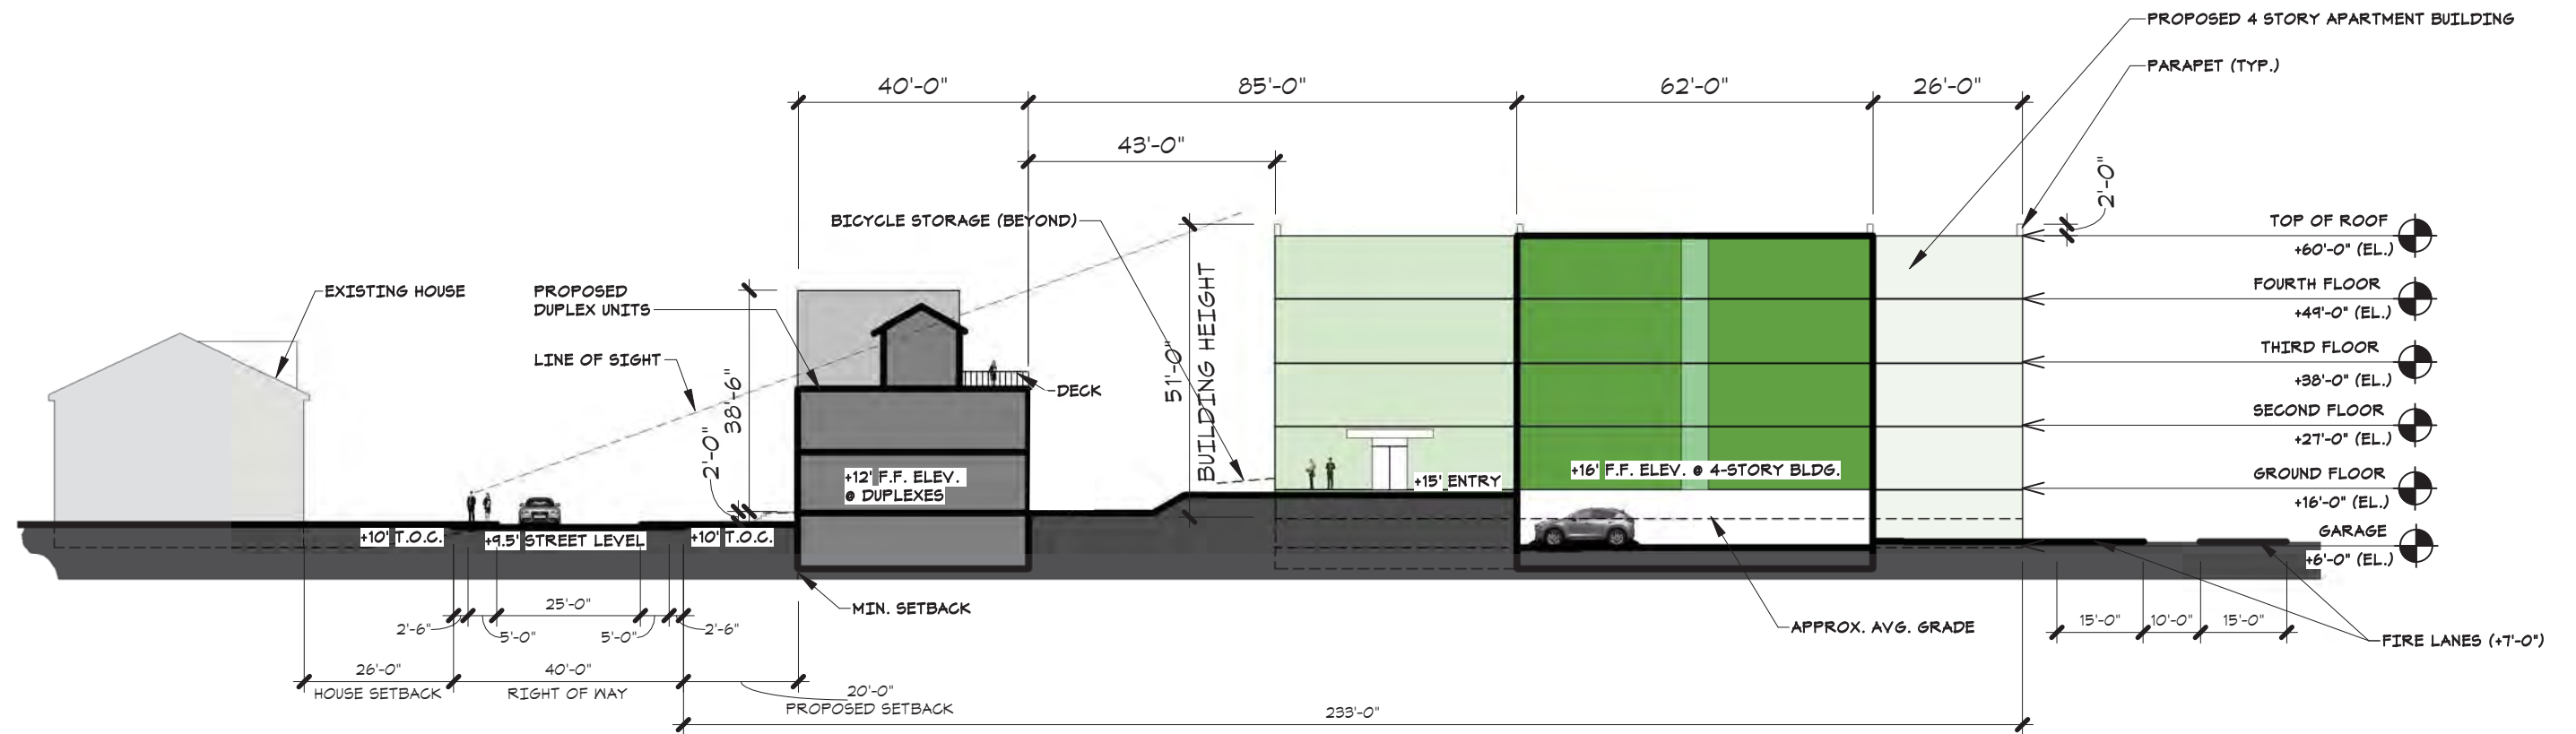 PROPOSED 4 STORY APARTMENT BUILDING
PARAPET (TYP.)
40'-0"
85'-0"
62'-0"
26'-0"
43'-0"
2'-0"
BICYCLE STORAGE (BEYOND)
TOP OF ROOF
+60'-0" (EL.)
EXISTING HOUSE
PROPOSED
DUPLEX UNITS
LINE OF SIGHT
38'-6"
2'-0"
DECK
51'-0"
BUILDING HEIGHT
FOURTH FLOOR
+49'-0" (EL.)
THIRD FLOOR
+38'-0" (EL.)
SECOND FLOOR
+27'-0" (EL.)
+12' F.F. ELEV.
@ DUPLEXES
+15' ENTRY
+16' F.F. ELEV. @ 4-STORY BLDG.
GROUND FLOOR
+16'-0" (EL.)
+10' T.O.C.
+9.5' STREET LEVEL
+10' T.O.C.
GARAGE
+6'-0" (EL.)
MIN. SETBACK
APPROX. AVG. GRADE
FIRE LANES (+7'-0")
2'-6"
5'-0"
25'-0"
5'-0"
2'-6"
15'-0"
10'-0"
15'-0"
26'-0"
HOUSE SETBACK
40'-0"
RIGHT OF WAY
20'-0"
PROPOSED SETBACK
233'-0"